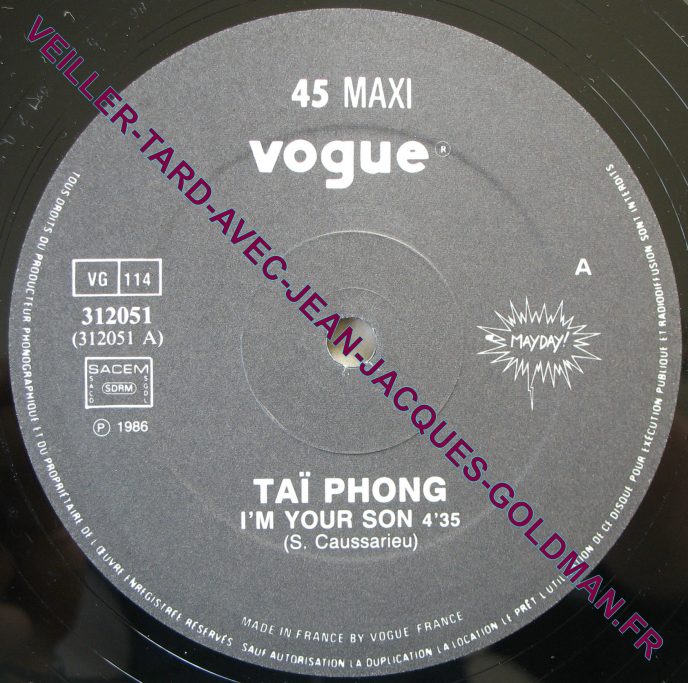 45 MAXI
vogue ®
VG 114
312051
(312051 A)
SACEM
SACD
SDRM
SGDL
℗ 1986
A
MAYDAY!
TAÏ PHONG
I'M YOUR SON 4'35
(S. Caussarieu)
MADE IN FRANCE BY VOGUE FRANCE
TOUS DROITS DU PRODUCTEUR PHONOGRAPHIQUE ET DU PROPRIÉTAIRE DE L'ŒUVRE ENREGISTRÉE RÉSERVÉS SAUF AUTORISATION LA DUPLICATION LA LOCATION LE PRÊT L'UTILISATION DE CE DISQUE POUR EXÉCUTION PUBLIQUE ET RADIODIFFUSION SONT INTERDITS
VEILLER-TARD-AVEC-JEAN-JACQUES-GOLDMAN.FR